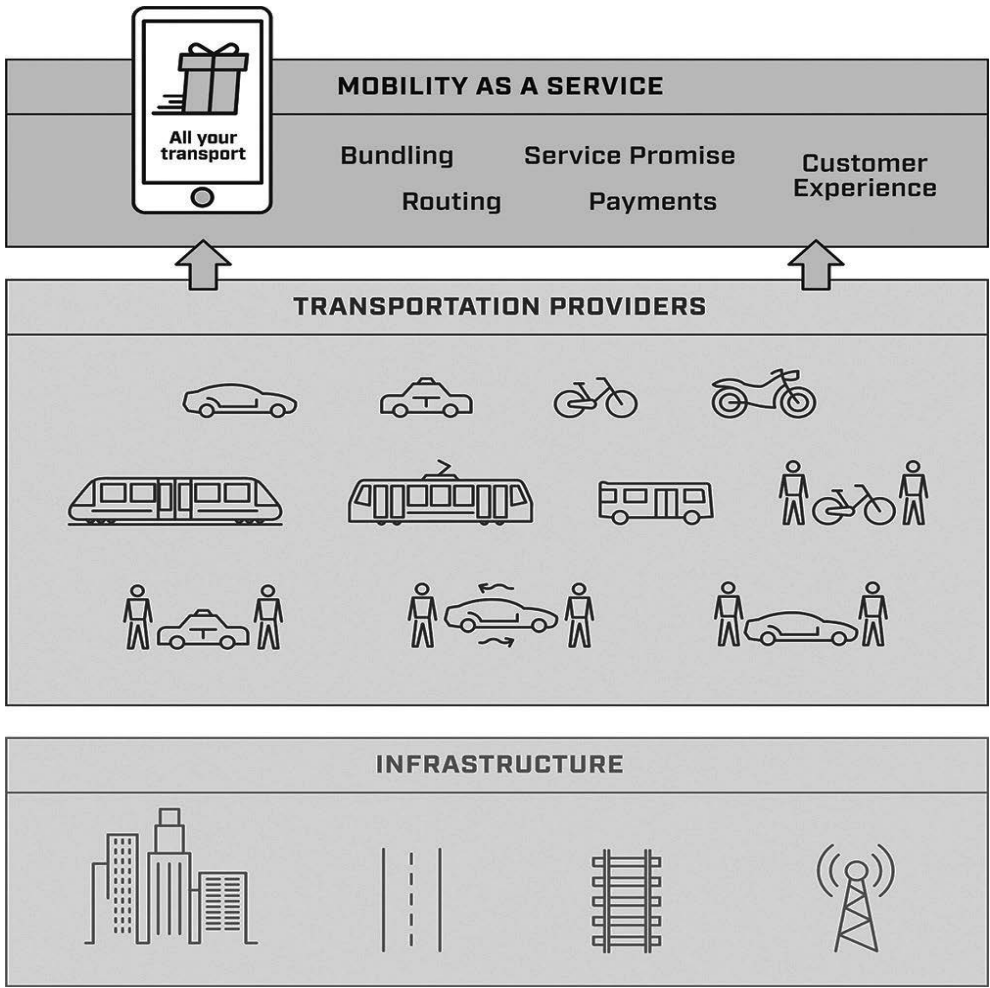 MOBILITY AS A SERVICE
All your
transport
Bundling
Service Promise
Customer
Experience
Routing
Payments
TRANSPORTATION PROVIDERS
INFRASTRUCTURE